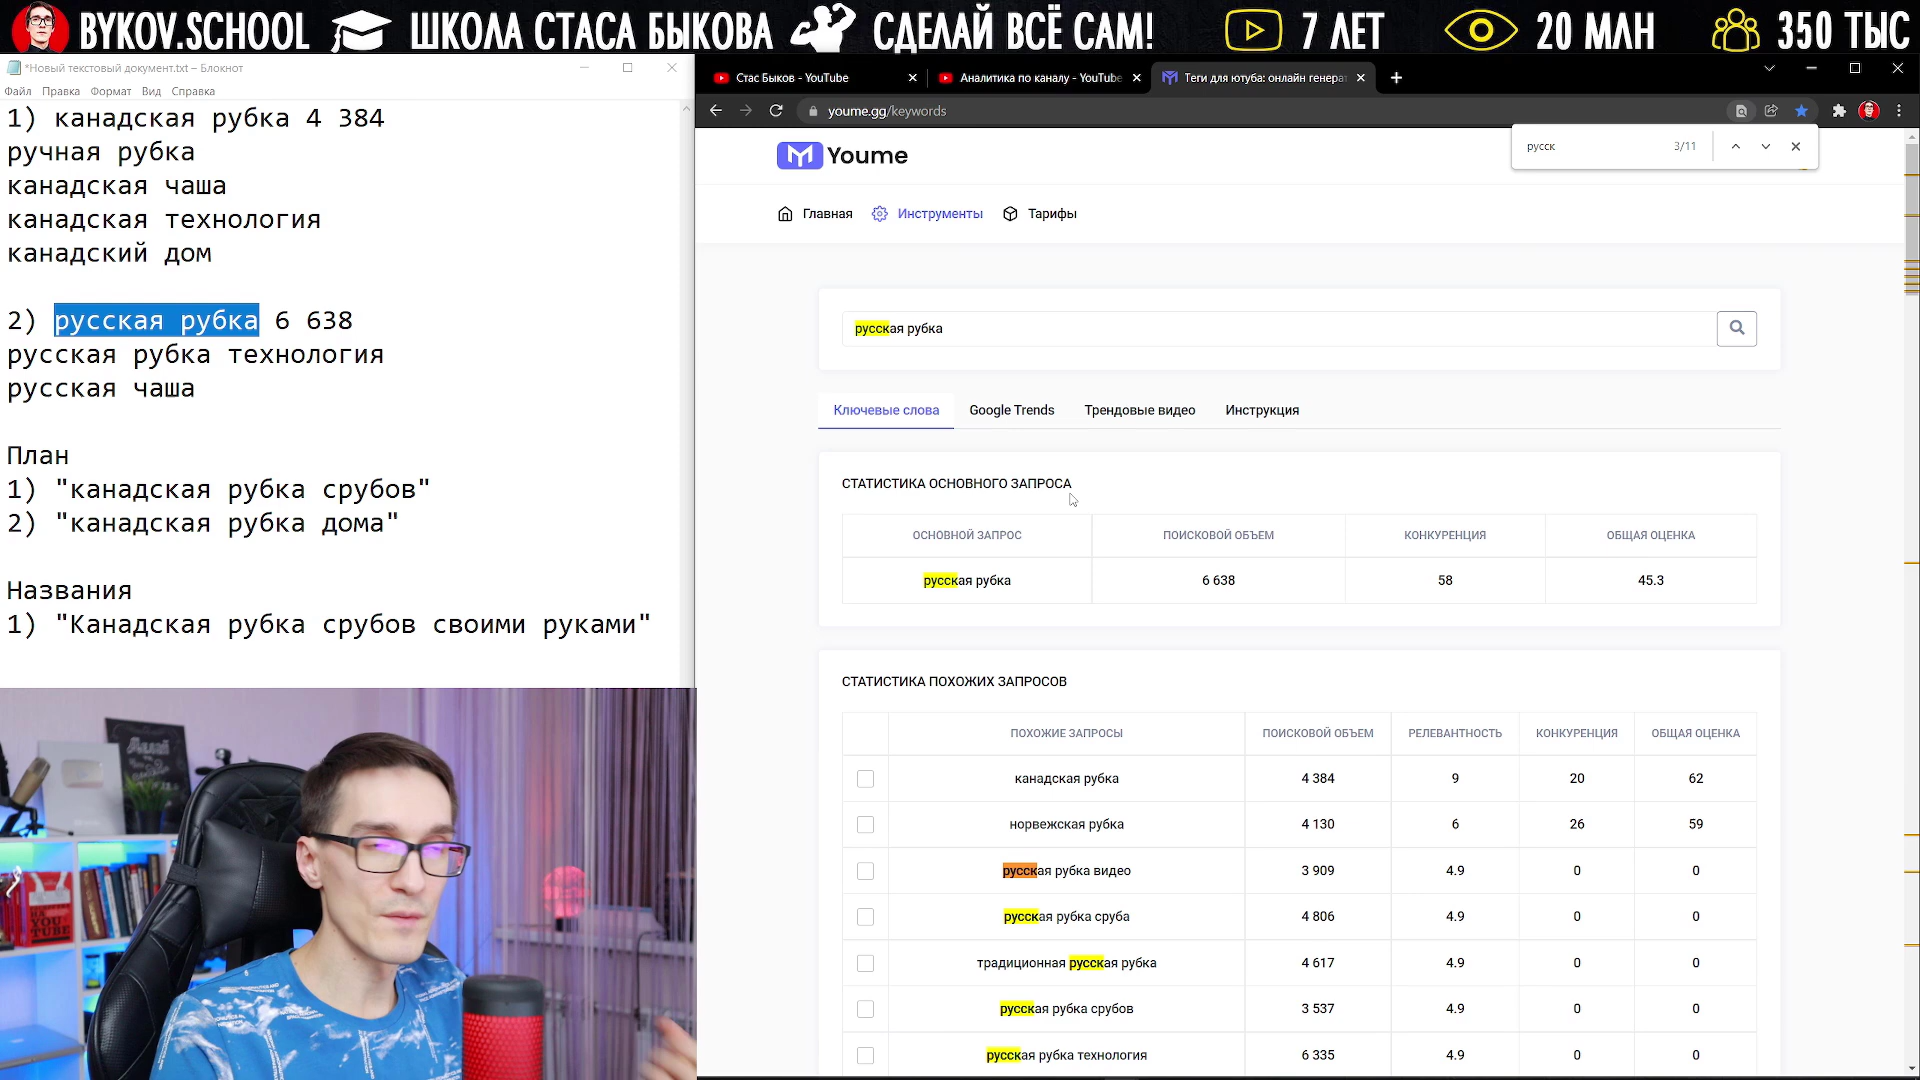 BYKOV.SCHOOL ШКОЛА СТАСА БЫКОВА СДЕЛАЙ ВСЁ САМ! 7 ЛЕТ 20 МЛН 350 ТЫС
*Новый текстовый документ.txt – Блокнот
Файл Правка Формат Вид Справка
1) канадская рубка 4 384
ручная рубка
канадская чаша
канадская технология
канадский дом
2) русская рубка 6 638
русская рубка технология
русская чаша
План
1) "канадская рубка срубов"
2) "канадская рубка дома"
Названия
1) "Канадская рубка срубов своими руками"
НА YOUTUBE
Стас Быков - YouTube
Аналитика по каналу - YouTube
Теги для ютуба: онлайн генера
youme.gg/keywords
русск 3/11
Youme
Главная Инструменты Тарифы
русская рубка
Ключевые слова Google Trends Трендовые видео Инструкция
СТАТИСТИКА ОСНОВНОГО ЗАПРОСА
ОСНОВНОЙ ЗАПРОС ПОИСКОВОЙ ОБЪЕМ КОНКУРЕНЦИЯ ОБЩАЯ ОЦЕНКА
русская рубка 6 638 58 45.3
СТАТИСТИКА ПОХОЖИХ ЗАПРОСОВ
ПОХОЖИЕ ЗАПРОСЫ ПОИСКОВОЙ ОБЪЕМ РЕЛЕВАНТНОСТЬ КОНКУРЕНЦИЯ ОБЩАЯ ОЦЕНКА
канадская рубка 4 384 9 20 62
норвежская рубка 4 130 6 26 59
русская рубка видео 3 909 4.9 0 0
русская рубка сруба 4 806 4.9 0 0
традиционная русская рубка 4 617 4.9 0 0
русская рубка срубов 3 537 4.9 0 0
русская рубка технология 6 335 4.9 0 0